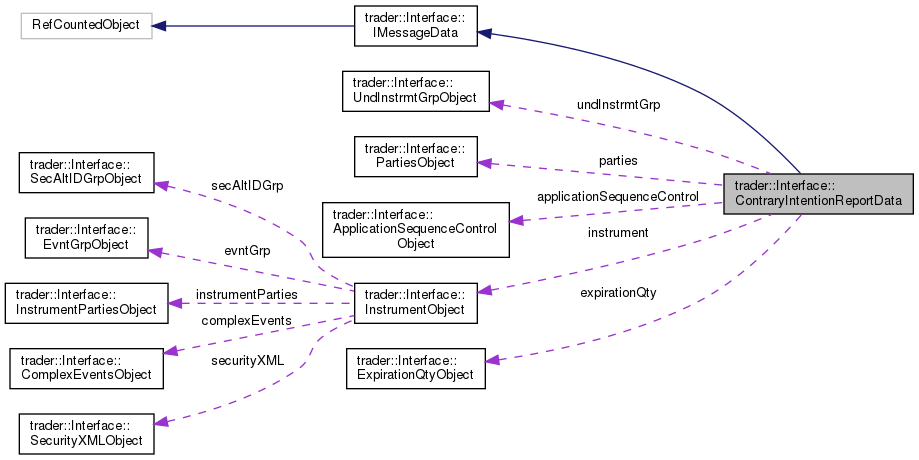 RefCountedObject
trader::Interface::
IMessageData
trader::Interface::
UndInstrmtGrpObject
undInstrmtGrp
trader::Interface::
PartiesObject
parties
trader::Interface::
ContraryIntentionReportData
trader::Interface::
SecAltIDGrpObject
secAltIDGrp
applicationSequenceControl
trader::Interface::
ApplicationSequenceControl
Object
trader::Interface::
EvntGrpObject
evntGrp
instrument
trader::Interface::
InstrumentPartiesObject
instrumentParties
trader::Interface::
InstrumentObject
expirationQty
complexEvents
trader::Interface::
ComplexEventsObject
securityXML
trader::Interface::
ExpirationQtyObject
trader::Interface::
SecurityXMLObject